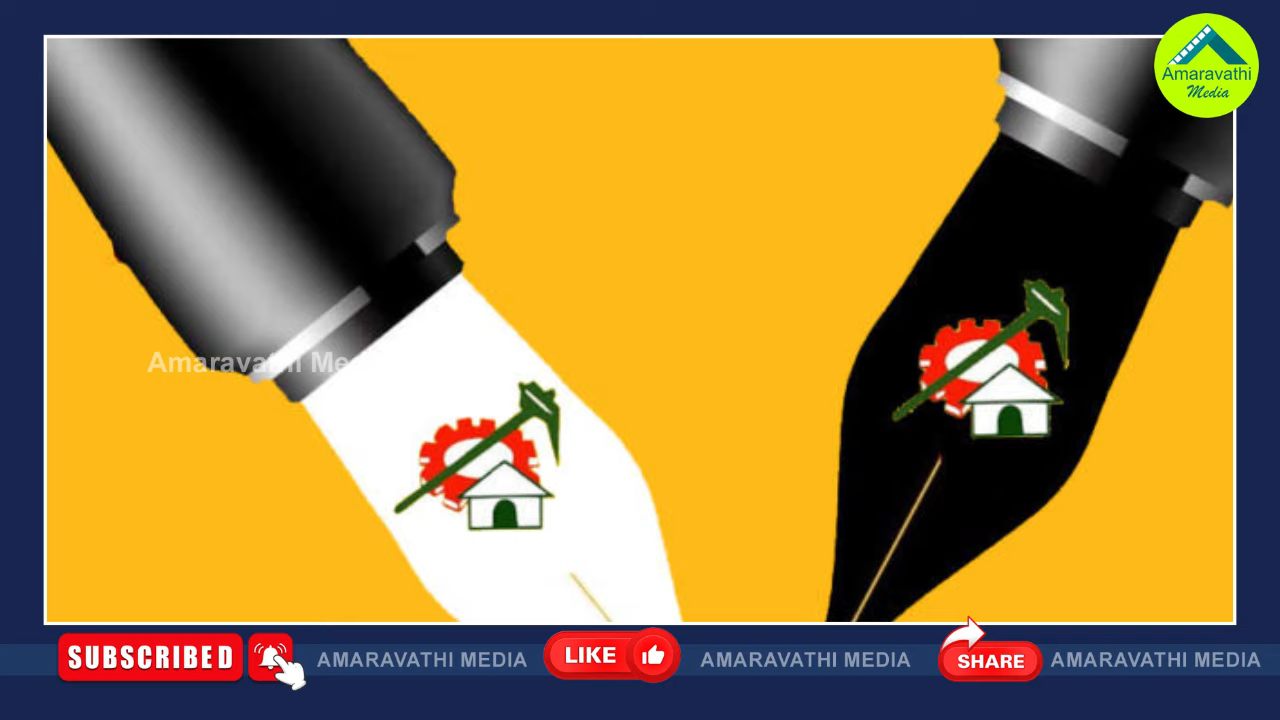 Amaravathi
Media
Amaravathi Me
SUBSCRIBED
AMARAVATHI MEDIA
LIKE
AMARAVATHI MEDIA
SHARE
AMARAVATHI MEDIA